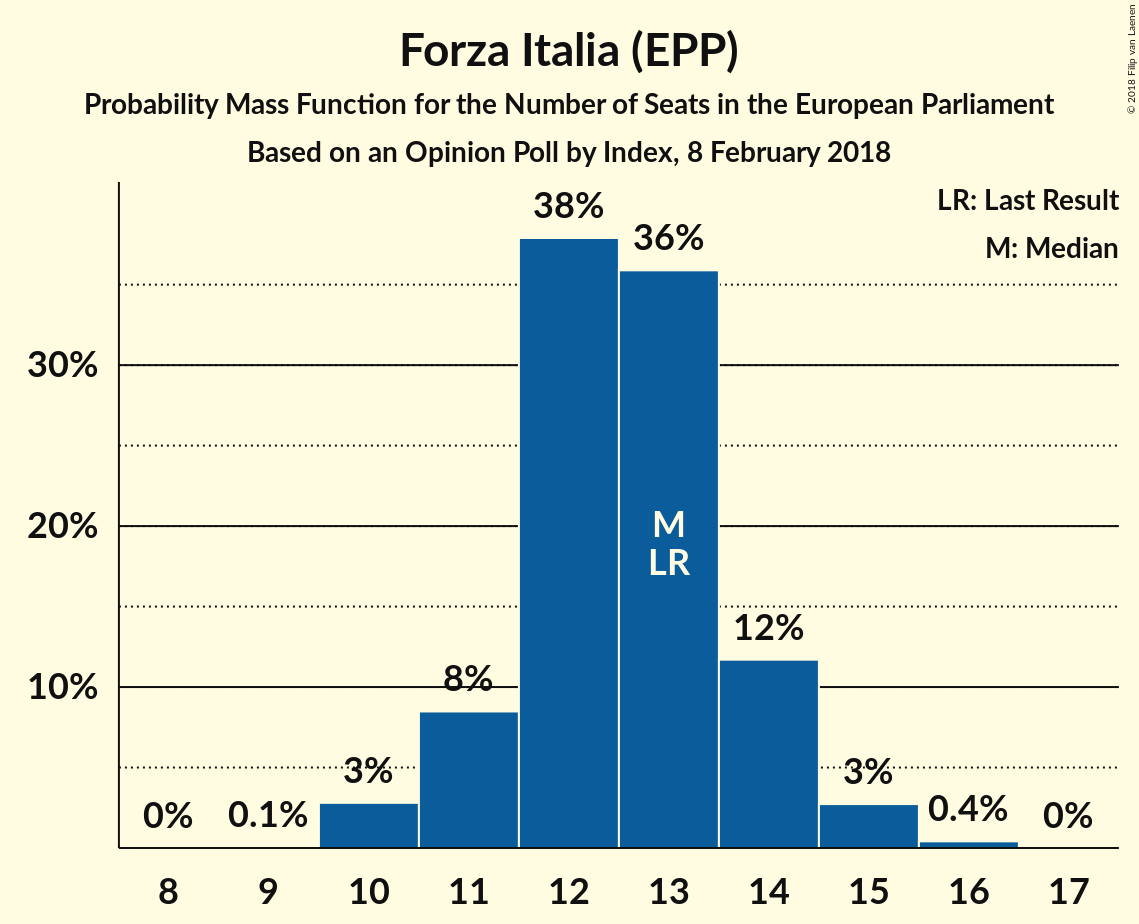 Forza Italia (EPP)
Probability Mass Function for the Number of Seats in the European Parliament
Based on an Opinion Poll by Index, 8 February 2018
© 2018 Filip van Laenen
LR: Last Result
M: Median
38%
36%
30%
20%
M
LR
12%
10%
8%
3%
3%
0%
0.1%
0.4%
0%
8 9 10 11 12 13 14 15 16 17